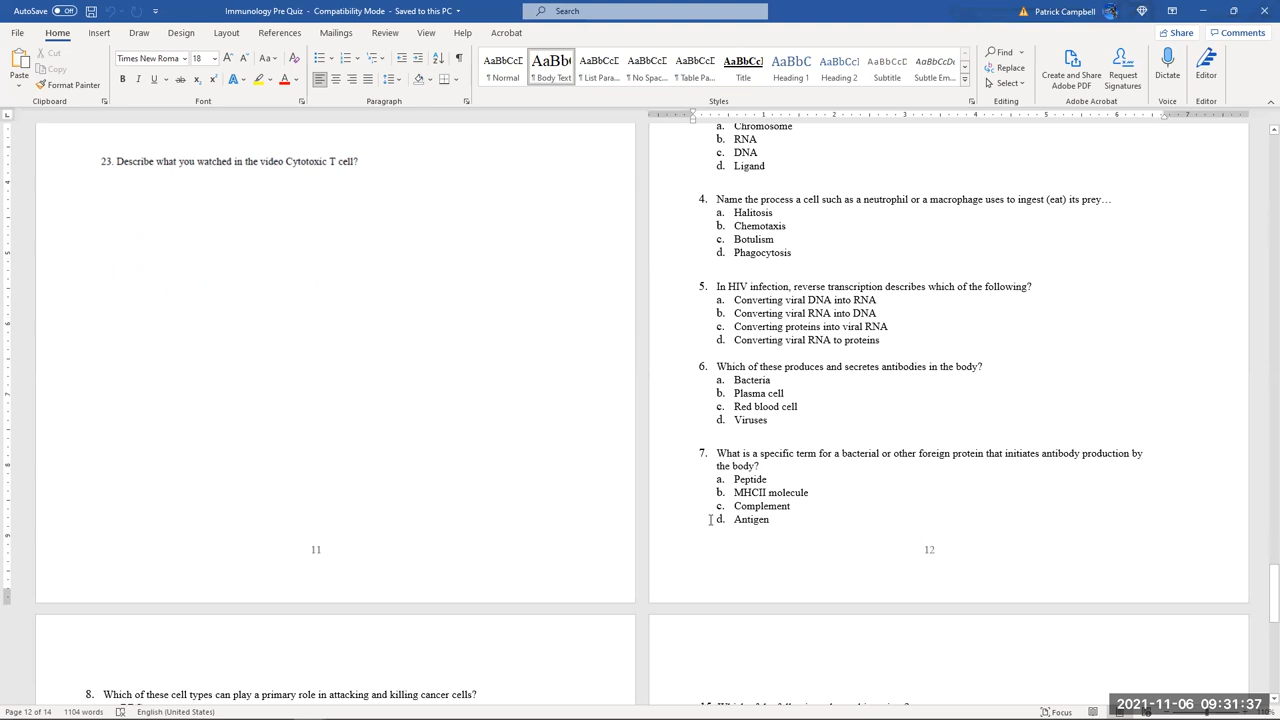 AutoSave Off
Immunology Pre Quiz - Compatibility Mode - Saved to this PC
Search
Patrick Campbell
File Home Insert Draw Design Layout References Mailings Review View Help Acrobat
Share Comments
Paste
Cut
Copy
Format Painter
Clipboard
Times New Roma 18
Font
Paragraph
¶ Normal
¶ Body Text
¶ List Para...
¶ No Spac...
¶ Table Pa...
Title
Heading 1
Heading 2
Subtitle
Subtle Em...
Styles
Find
Replace
Select
Editing
Create and Share Adobe PDF
Request Signatures
Adobe Acrobat
Dictate
Voice
Editor
Editor
23. Describe what you watched in the video Cytotoxic T cell?
11
a. Chromosome
b. RNA
c. DNA
d. Ligand
4. Name the process a cell such as a neutrophil or a macrophage uses to ingest (eat) its prey…
a. Halitosis
b. Chemotaxis
c. Botulism
d. Phagocytosis
5. In HIV infection, reverse transcription describes which of the following?
a. Converting viral DNA into RNA
b. Converting viral RNA into DNA
c. Converting proteins into viral RNA
d. Converting viral RNA to proteins
6. Which of these produces and secretes antibodies in the body?
a. Bacteria
b. Plasma cell
c. Red blood cell
d. Viruses
7. What is a specific term for a bacterial or other foreign protein that initiates antibody production by
the body?
a. Peptide
b. MHCII molecule
c. Complement
d. Antigen
12
8. Which of these cell types can play a primary role in attacking and killing cancer cells?
Page 12 of 14 1104 words English (United States)
Focus
2021-11-06 09:31:37